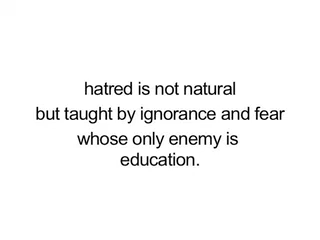 hatred is not natural
but taught by ignorance and fear
whose only enemy is
education.